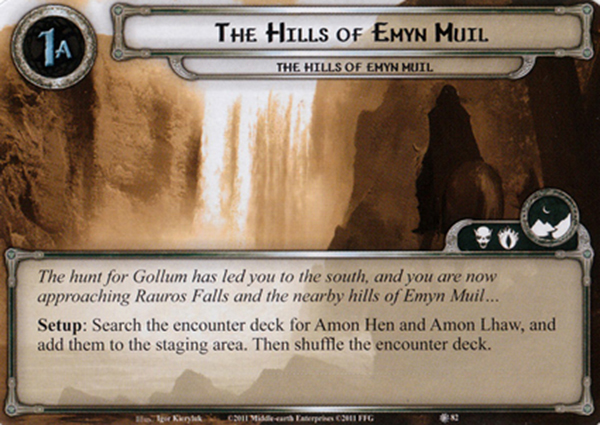 1A
THE HILLS OF EMYN MUIL
THE HILLS OF EMYN MUIL
The hunt for Gollum has led you to the south, and you are now
approaching Rauros Falls and the nearby hills of Emyn Muil…
Setup: Search the encounter deck for Amon Hen and Amon Lhaw, and
add them to the staging area. Then shuffle the encounter deck.
Illus. Igor Kieryluk ©2011 Middle-earth Enterprises ©2011 FFG 82